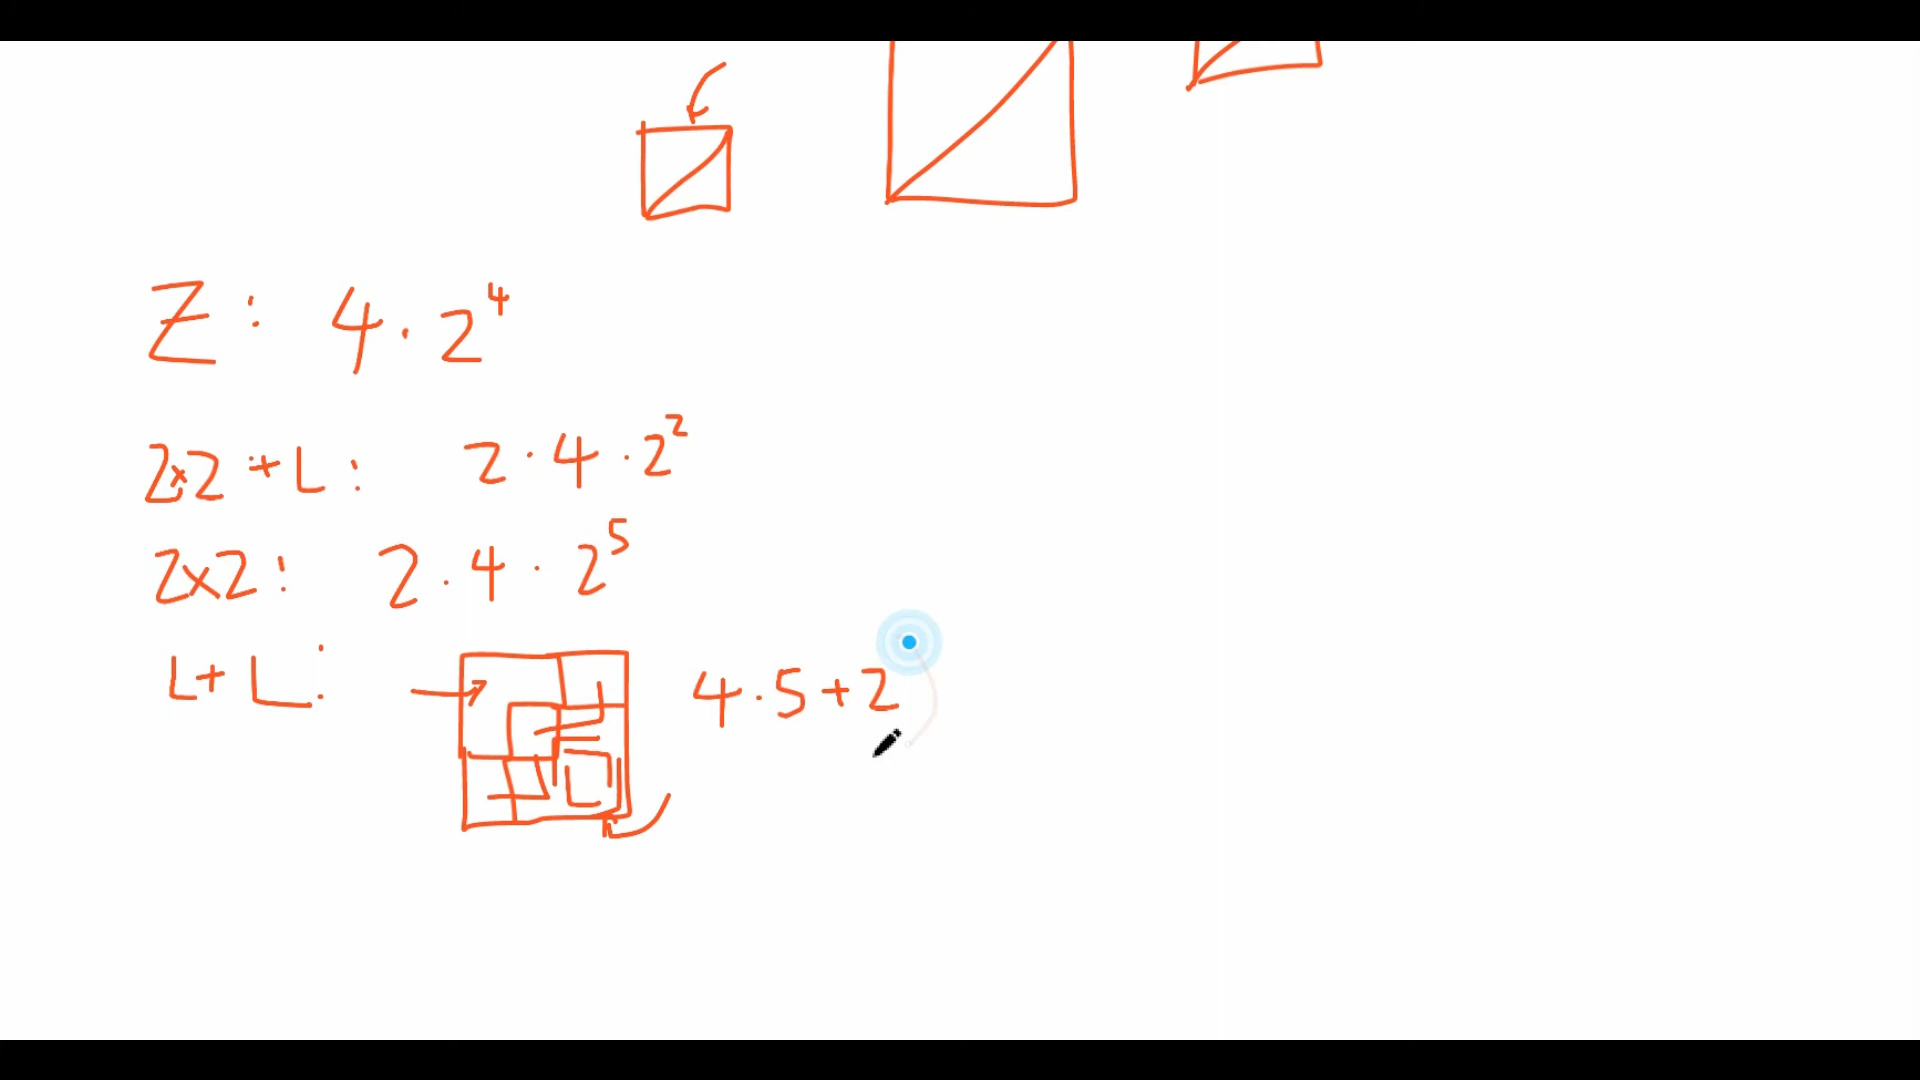 Z: 4 · 2⁴
2x2 + L: 2 · 4 · 2²
2x2: 2 · 4 · 2⁵
L + L: 4 · 5 + 2